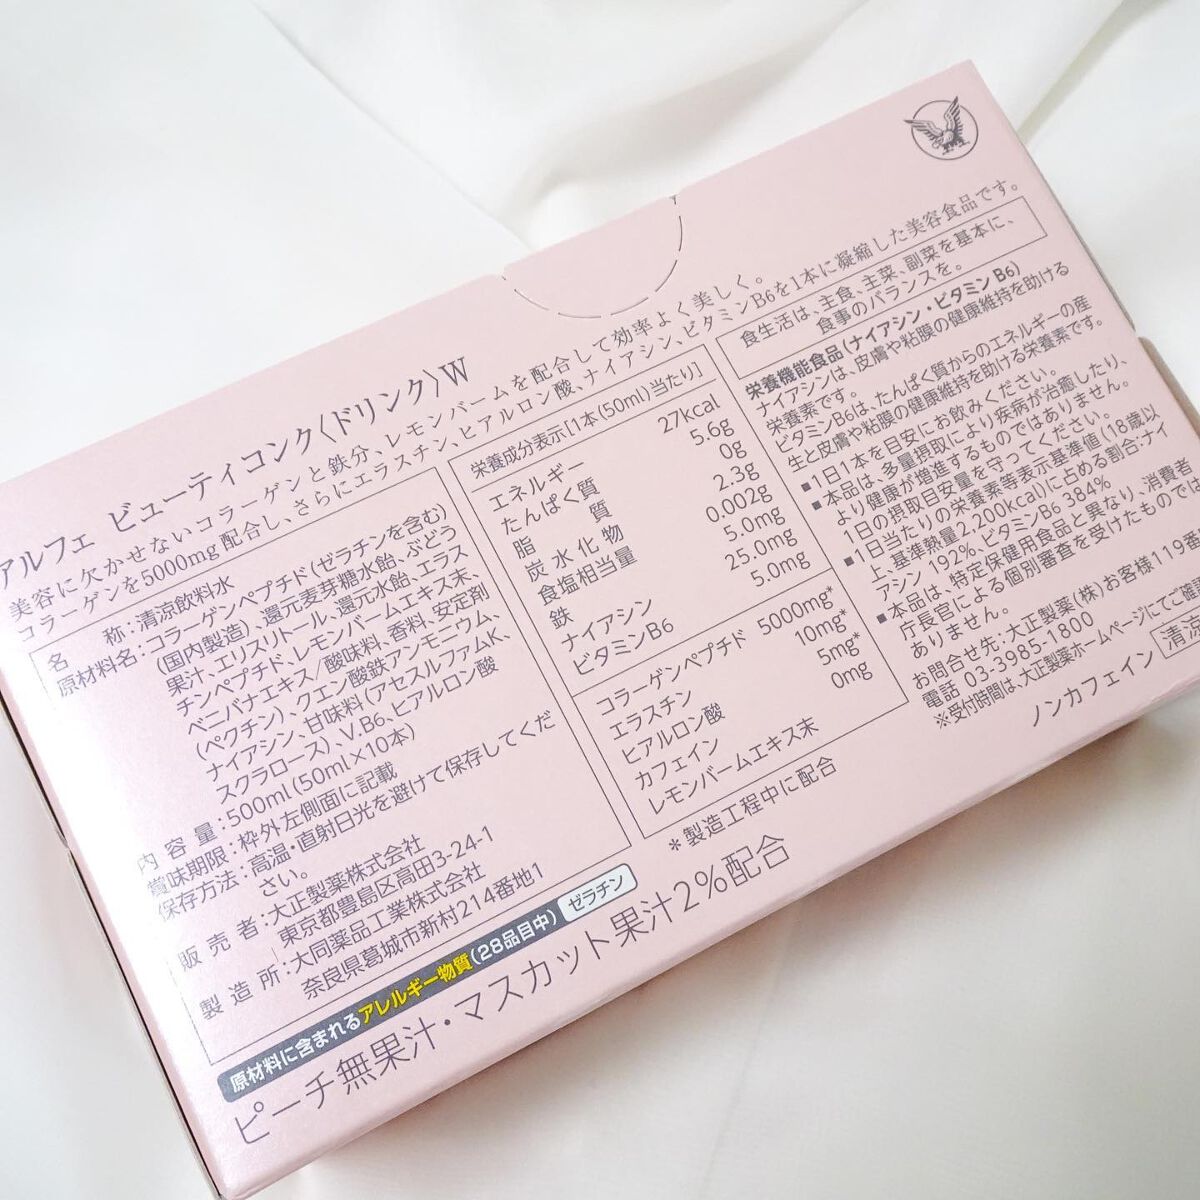 アルフェ ビューティコンク〈ドリンク〉W
美容に欠かせないコラーゲンと鉄分、レモンバームを配合して効率よく美しく。
コラーゲンを5000mg配合し、さらにエラスチン、ヒアルロン酸、ナイアシン、ビタミンB6を1本に凝縮した美容食品です。
名 称：清涼飲料水
原材料名：コラーゲンペプチド(ゼラチンを含む)
(国内製造)、還元麦芽糖水飴、ぶどう
果汁、エリスリトール、還元水飴、エラス
チンペプチド、レモンバームエキス末、
ベニバナエキス/酸味料、香料、安定剤
(ペクチン)、クエン酸鉄アンモニウム、
ナイアシン、甘味料(アセスルファムK、
スクラロース)、V.B6、ヒアルロン酸
内 容 量：500ml(50ml×10本)
賞味期限：枠外左側面に記載
保存方法：高温・直射日光を避けて保存してくだ
さい。
販 売 者：大正製薬株式会社
東京都豊島区高田3-24-1
製 造 所：大同薬品工業株式会社
奈良県葛城市新村214番地1
原材料に含まれるアレルギー物質(28品目中) ゼラチン
ピーチ無果汁・マスカット果汁2%配合
栄養成分表示[1本(50ml)当たり]
エネルギー 27kcal
たんぱく質 5.6g
脂 質 0g
炭水化物 2.3g
食塩相当量 0.002g
鉄 5.0mg
ナイアシン 25.0mg
ビタミンB6 5.0mg
コラーゲンペプチド 5000mg*
エラスチン 10mg*
ヒアルロン酸 5mg*
カフェイン 0mg
レモンバームエキス末
*製造工程中に配合
食生活は、主食、主菜、副菜を基本に、
食事のバランスを。
栄養機能食品(ナイアシン・ビタミンB6)
ナイアシンは、皮膚や粘膜の健康維持を助ける
栄養素です。
ビタミンB6は、たんぱく質からのエネルギーの産
生と皮膚や粘膜の健康維持を助ける栄養素です。
■1日1本を目安にお飲みください。
■本品は、多量摂取により疾病が治癒したり、
より健康が増進するものではありません。
1日の摂取目安量を守ってください。
■1日当たりの栄養素等表示基準値(18歳以
上、基準熱量2,200kcal)に占める割合:ナイ
アシン 192%、ビタミンB6 384%
■本品は、特定保健用食品と異なり、消費者
庁長官による個別審査を受けたものでは
ありません。
お問合せ先：大正製薬(株)お客様119番
電話 03-3985-1800
※受付時間は、大正製薬ホームページにてご確
ノンカフェイン
清涼